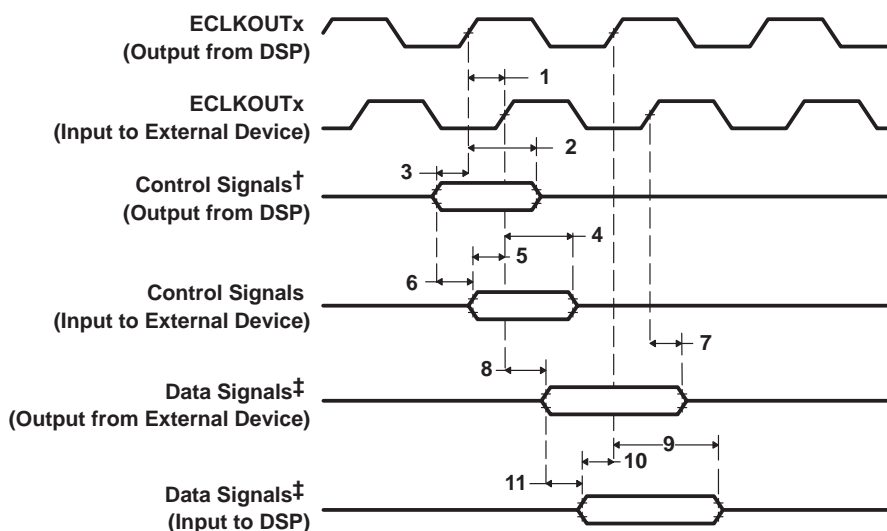 ECLKOUTx
(Output from DSP)
1
ECLKOUTx
(Input to External Device)
2
3
Control Signals†
(Output from DSP)
4
5
6
Control Signals
(Input to External Device)
7
8
Data Signals‡
(Output from External Device)
9
10
11
Data Signals‡
(Input to DSP)